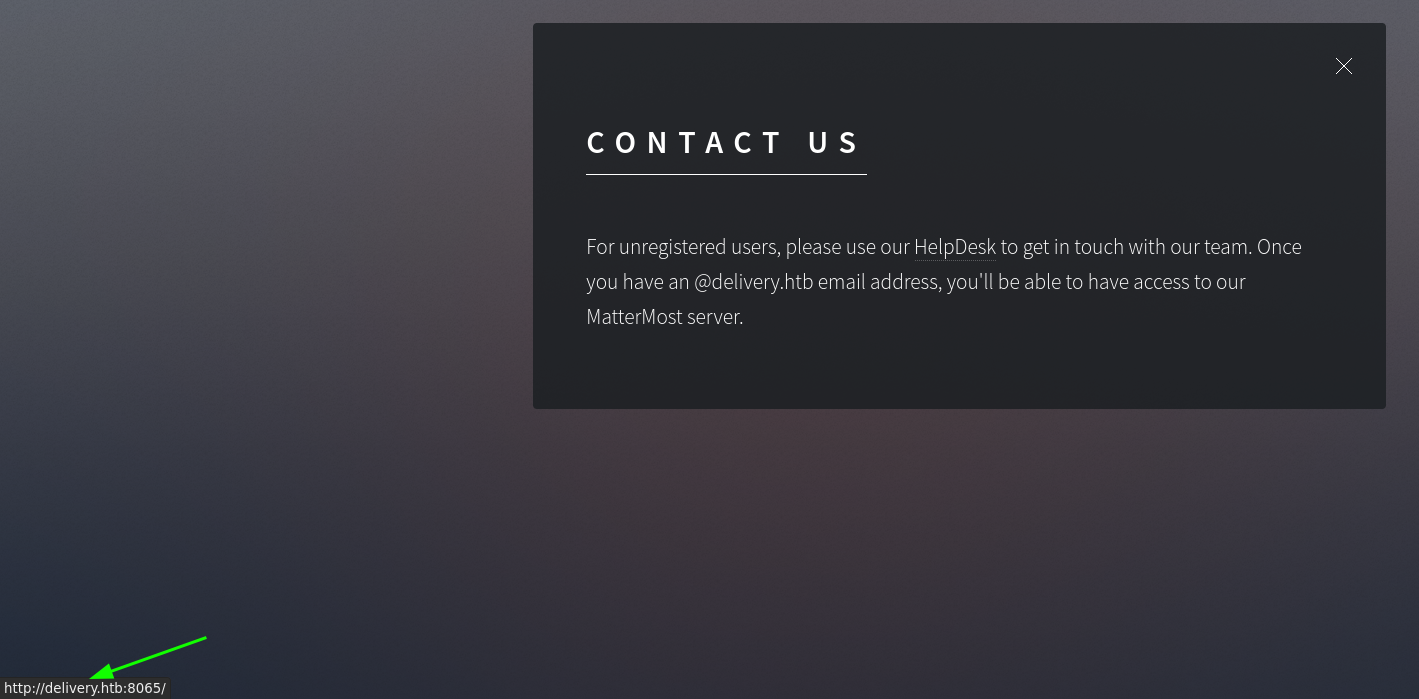 CONTACT US
For unregistered users, please use our HelpDesk to get in touch with our team. Once
you have an @delivery.htb email address, you'll be able to have access to our
MatterMost server.
http://delivery.htb:8065/